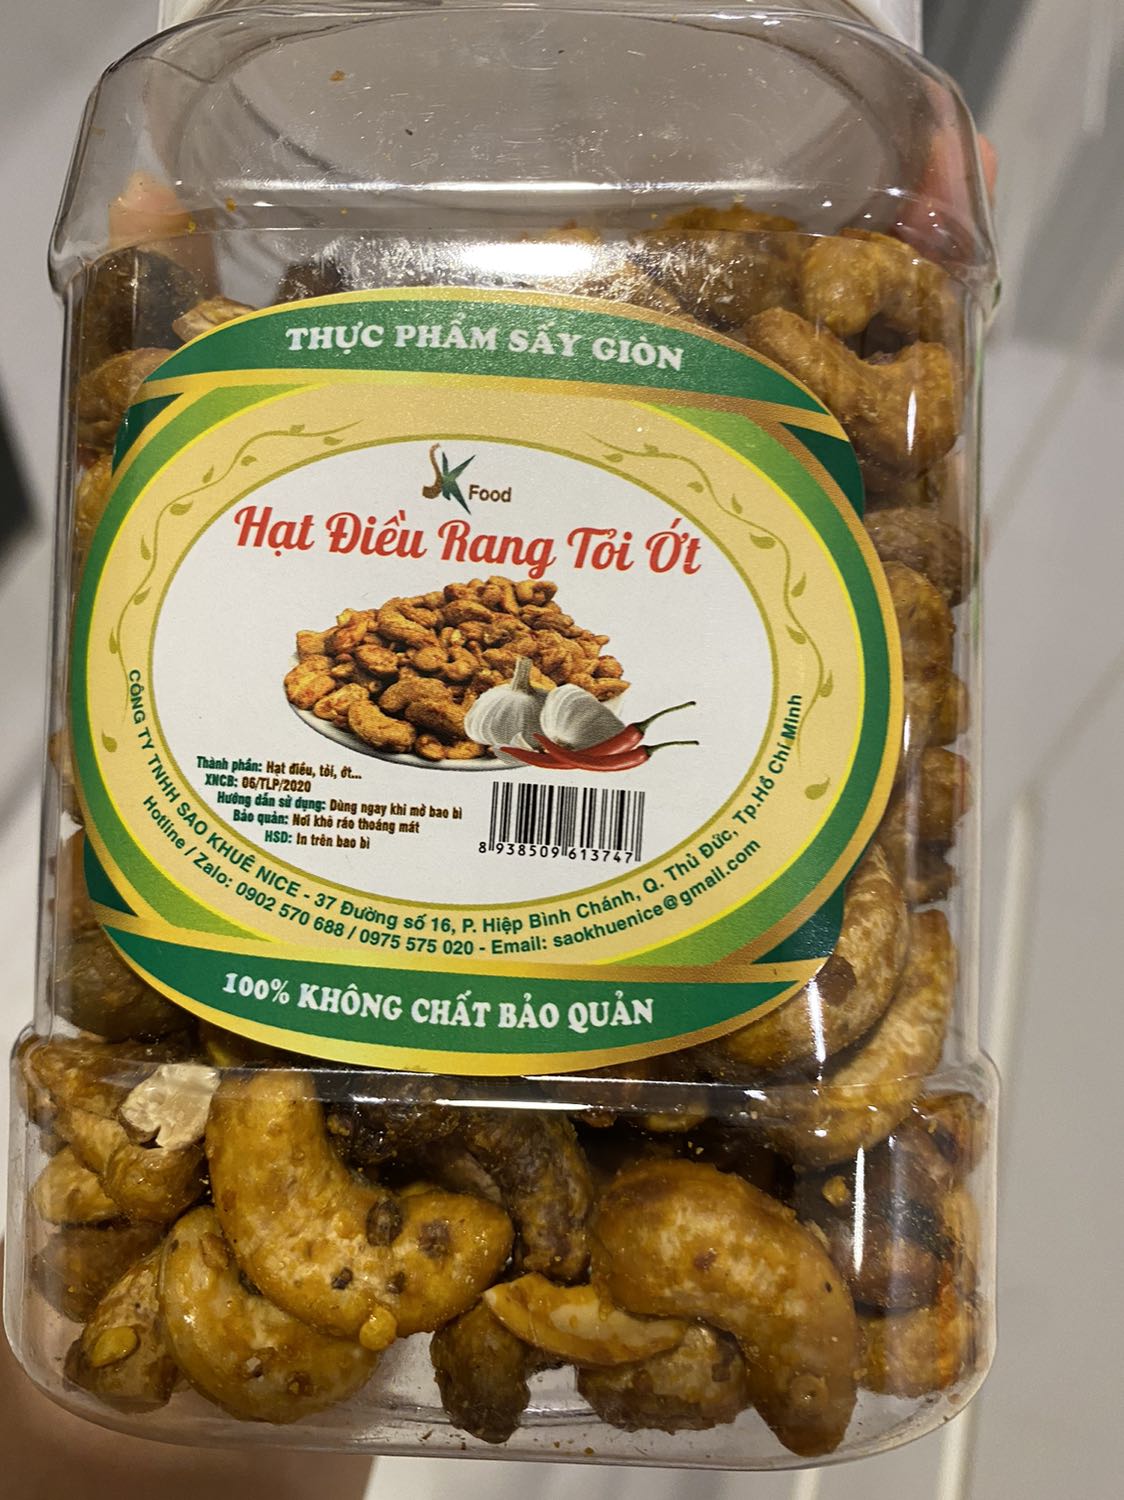 THỰC PHẨM SẤY GIÒN
SK Food
Hạt Điều Rang Tỏi Ớt
Thành phần: Hạt điều, tỏi, ớt...
XNCB: 06/TLP/2020
Hướng dẫn sử dụng: Dùng ngay khi mở bao bì
Bảo quản: Nơi khô ráo thoáng mát
HSD: In trên bao bì
8 938509 613747
CÔNG TY TNHH SAO KHUÊ NICE - 37 Đường số 16, P. Hiệp Bình Chánh, Q. Thủ Đức, Tp.Hồ Chí Minh
Hotline / Zalo: 0902 570 688 / 0975 575 020 - Email: saokhuenice@gmail.com
100% KHÔNG CHẤT BẢO QUẢN